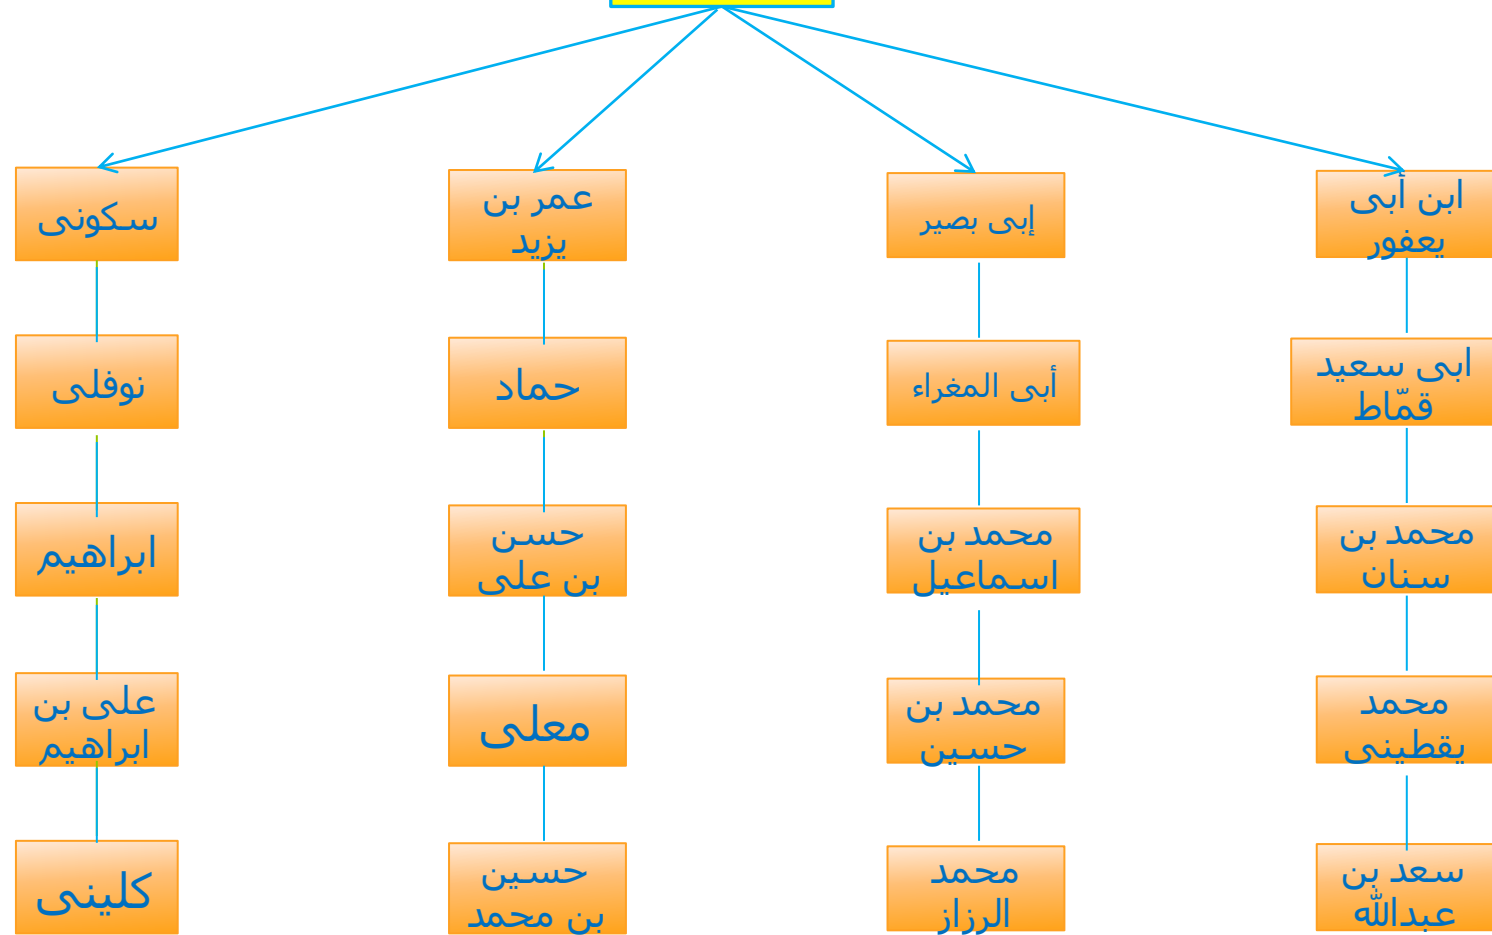 ابن أبی
یعفور
إبی بصیر
عمر بن
یزید
سکونی
ابی سعید
قمّاط
أبی المغراء
حماد
نوفلی
محمد بن
سنان
محمد بن
اسماعیل
حسن
بن علی
ابراهیم
محمد
یقطینی
محمد بن
حسین
معلی
علی بن
ابراهیم
سعد بن
عبدالله
محمد
الرزاز
حسین
بن محمد
کلینی